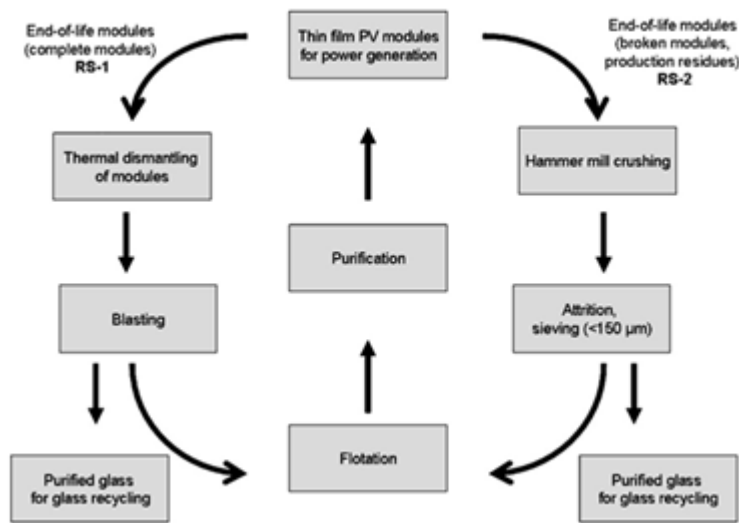 End-of-life modules
(complete modules)
RS-1
Thin film PV modules
for power generation
End-of-life modules
(broken modules,
production residues)
RS-2
Thermal dismantling
of modules
Hammer mill crushing
Purification
Blasting
Attrition,
sieving (<150 µm)
Flotation
Purified glass
for glass recycling
Purified glass
for glass recycling